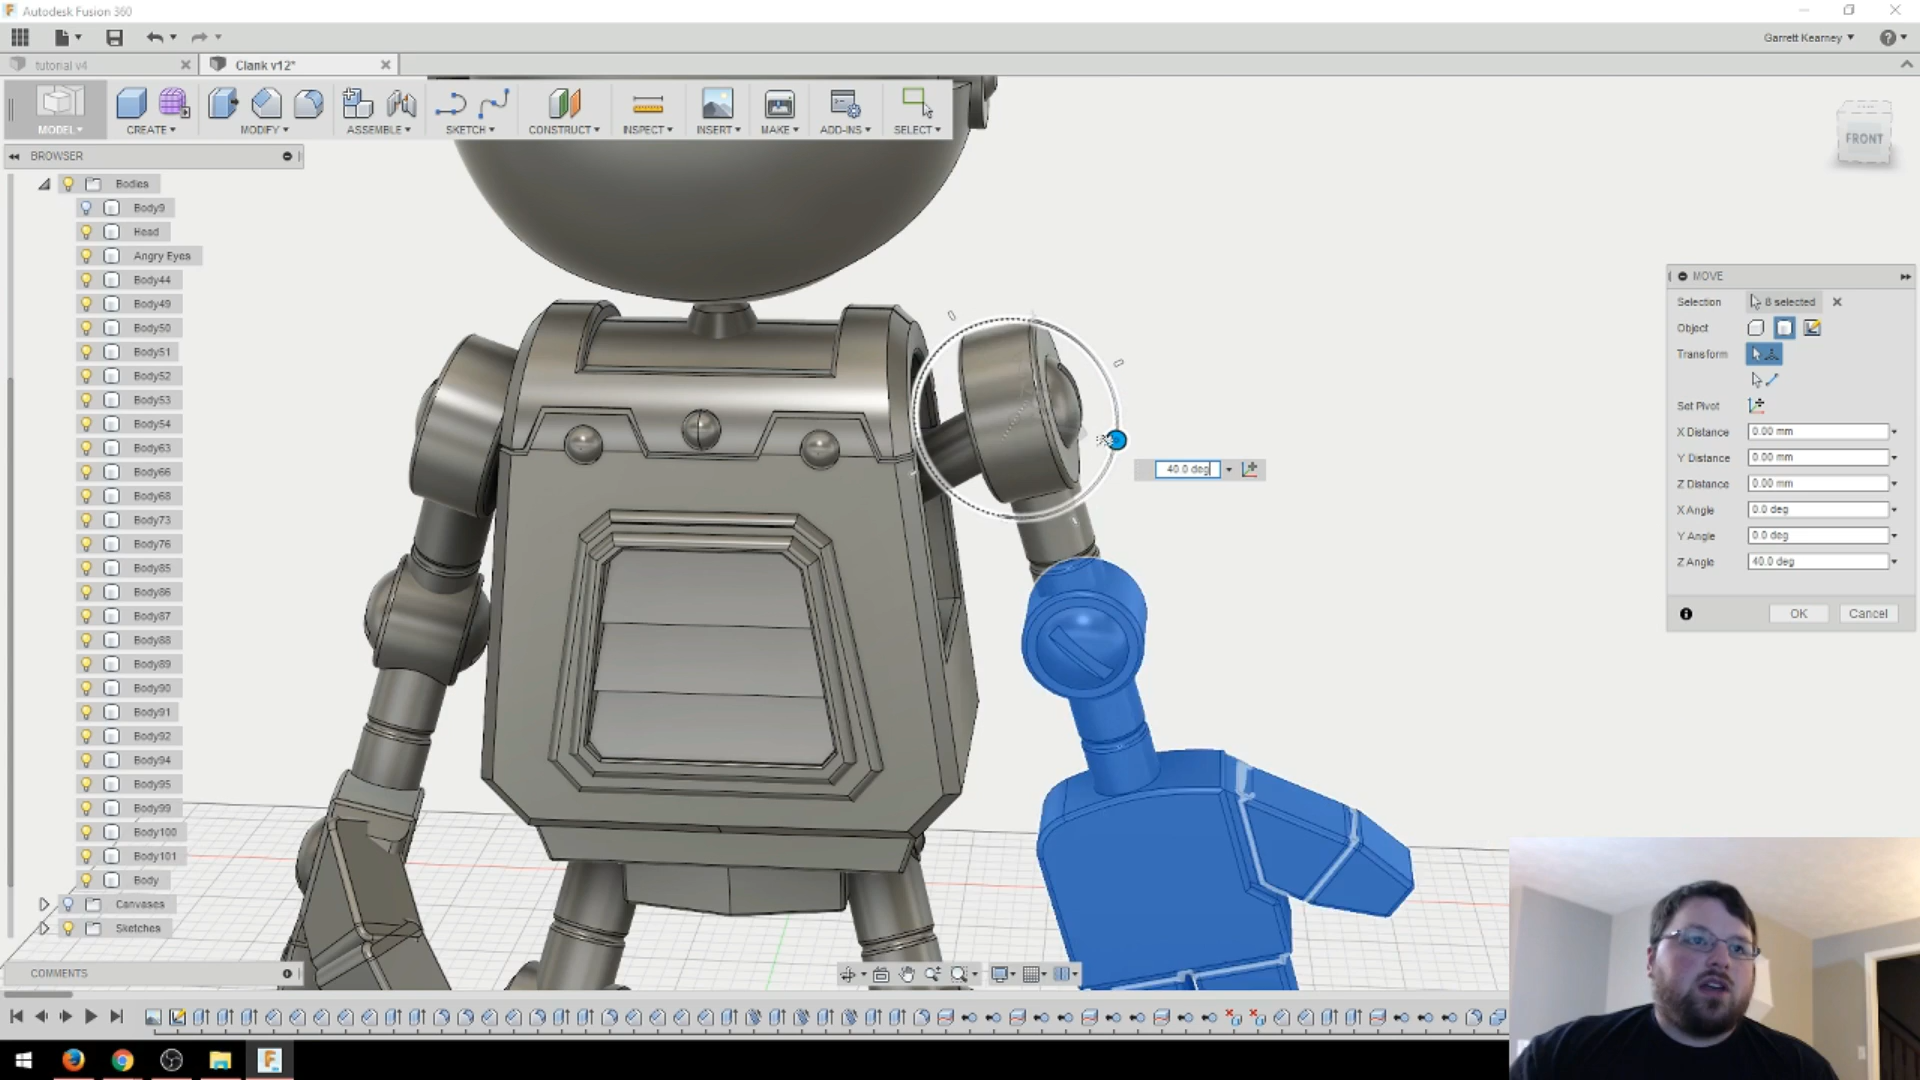 Autodesk Fusion 360
Garrett Kearney
tutorial v4
Clank v12*
MODEL
CREATE
MODIFY
ASSEMBLE
SKETCH
CONSTRUCT
INSPECT
INSERT
MAKE
ADD-INS
SELECT
FRONT
BROWSER
Bodies
Body9
Head
Angry Eyes
Body44
Body49
Body50
Body51
Body52
Body53
Body54
Body63
Body66
Body68
Body73
Body76
Body85
Body86
Body87
Body88
Body89
Body90
Body91
Body92
Body94
Body95
Body99
Body100
Body101
Body
Canvases
Sketches
COMMENTS
40.0 deg
MOVE
Selection 8 selected
Object
Transform
Set Pivot
X Distance 0.00 mm
Y Distance 0.00 mm
Z Distance 0.00 mm
X Angle 0.0 deg
Y Angle 0.0 deg
Z Angle 40.0 deg
OK Cancel